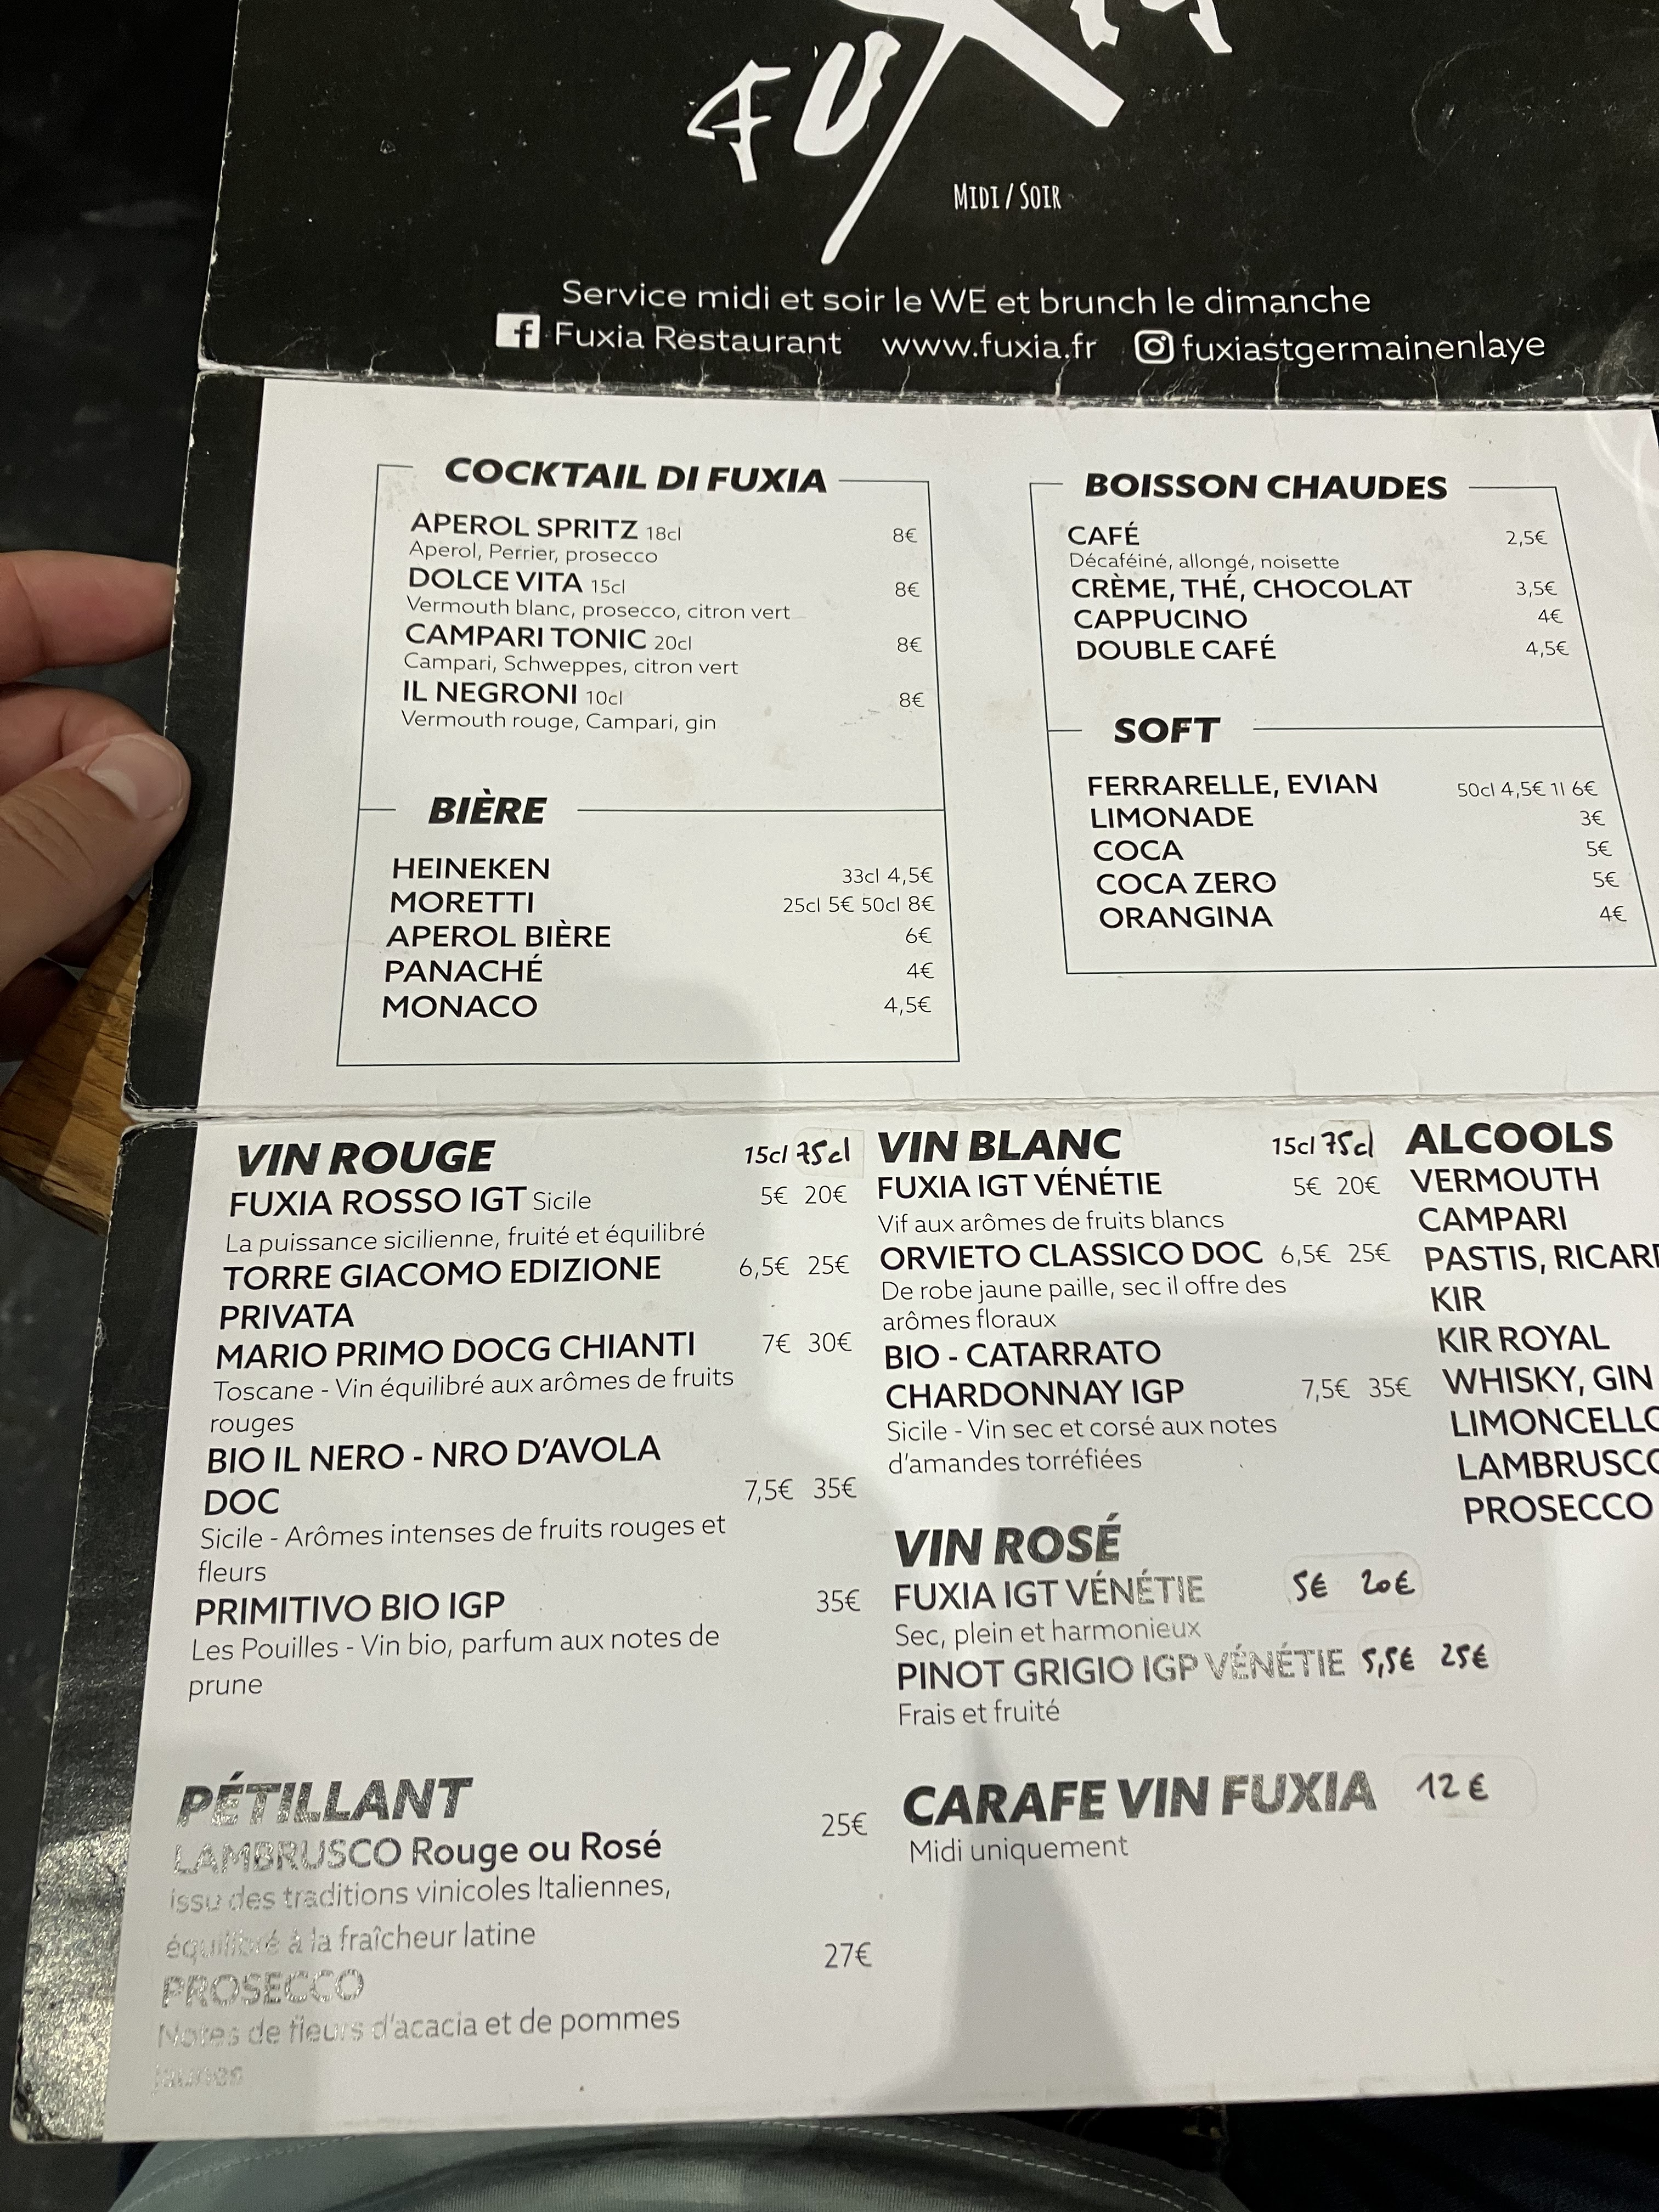 FUXIA
MIDI / SOIR
Service midi et soir le WE et brunch le dimanche
Fuxia Restaurant www.fuxia.fr fuxiastgermainenlaye
COCKTAIL DI FUXIA
APEROL SPRITZ 18cl 8€
Aperol, Perrier, prosecco
DOLCE VITA 15cl 8€
Vermouth blanc, prosecco, citron vert
CAMPARI TONIC 20cl 8€
Campari, Schweppes, citron vert
IL NEGRONI 10cl 8€
Vermouth rouge, Campari, gin
BIÈRE
HEINEKEN 33cl 4,5€
MORETTI 25cl 5€ 50cl 8€
APEROL BIÈRE 6€
PANACHÉ 4€
MONACO 4,5€
BOISSON CHAUDES
CAFÉ 2,5€
Décaféiné, allongé, noisette
CRÈME, THÉ, CHOCOLAT 3,5€
CAPPUCINO 4€
DOUBLE CAFÉ 4,5€
SOFT
FERRARELLE, EVIAN 50cl 4,5€ 1l 6€
LIMONADE 3€
COCA 5€
COCA ZERO 5€
ORANGINA 4€
VIN ROUGE 15cl 75cl
FUXIA ROSSO IGT Sicile 5€ 20€
La puissance sicilienne, fruité et équilibré
TORRE GIACOMO EDIZIONE 6,5€ 25€
PRIVATA
MARIO PRIMO DOCG CHIANTI 7€ 30€
Toscane - Vin équilibré aux arômes de fruits
rouges
BIO IL NERO - NRO D'AVOLA
DOC 7,5€ 35€
Sicile - Arômes intenses de fruits rouges et
fleurs
PRIMITIVO BIO IGP 35€
Les Pouilles - Vin bio, parfum aux notes de
prune
PÉTILLANT
LAMBRUSCO Rouge ou Rosé 25€
issu des traditions vinicoles Italiennes,
équilibré à la fraîcheur latine
PROSECCO 27€
Notes de fleurs d'acacia et de pommes
jaunes
VIN BLANC 15cl 75cl
FUXIA IGT VÉNÉTIE 5€ 20€
Vif aux arômes de fruits blancs
ORVIETO CLASSICO DOC 6,5€ 25€
De robe jaune paille, sec il offre des
arômes floraux
BIO - CATARRATO
CHARDONNAY IGP 7,5€ 35€
Sicile - Vin sec et corsé aux notes
d'amandes torréfiées
VIN ROSÉ
FUXIA IGT VÉNÉTIE 5€ 20€
Sec, plein et harmonieux
PINOT GRIGIO IGP VÉNÉTIE 5,5€ 25€
Frais et fruité
CARAFE VIN FUXIA 12€
Midi uniquement
ALCOOLS
VERMOUTH
CAMPARI
PASTIS, RICAR
KIR
KIR ROYAL
WHISKY, GIN
LIMONCELLO
LAMBRUSCO
PROSECCO